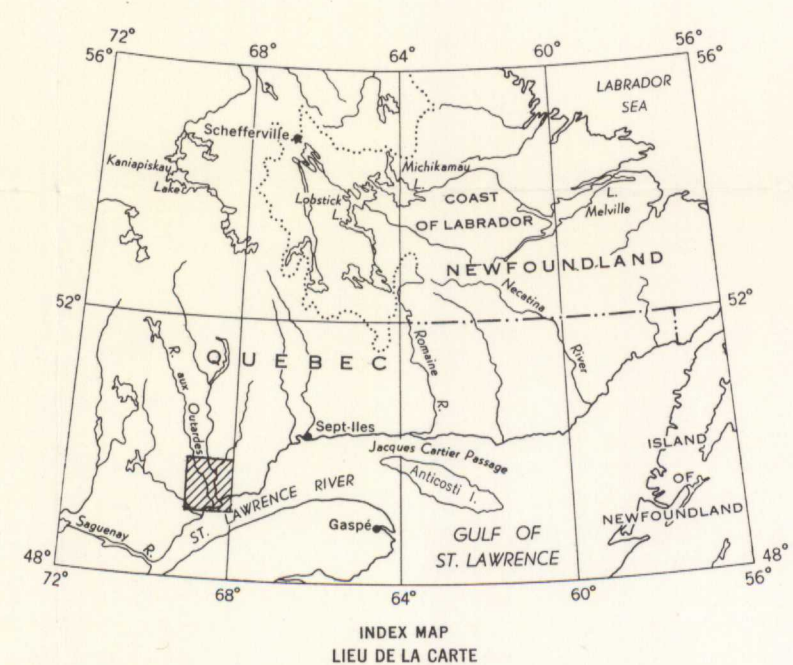 72°
68°
64°
60°
56°
56°
56°
LABRADOR
SEA
Schefferville
Kaniapiskau
Lake
Michikamau
L.
Lobstick
L.
COAST
OF LABRADOR
L.
Melville
NEWFOUNDLAND
Necatina
River
52°
52°
R. aux Outardes
QUEBEC
Romaine
R.
Sept-Iles
Jacques Cartier Passage
Anticosti I.
ISLAND
OF
NEWFOUNDLAND
ST. LAWRENCE RIVER
Saguenay R.
Gaspé
GULF OF
ST. LAWRENCE
48°
72°
68°
64°
60°
48°
56°
INDEX MAP
LIEU DE LA CARTE